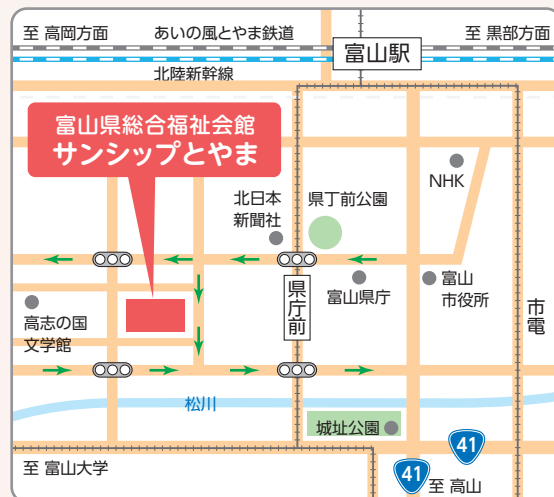 至 高岡方面
あいの風とやま鉄道
至 黒部方面
富山駅
北陸新幹線
富山県総合福祉会館
サンシップとやま
NHK
北日本
新聞社
県丁前公園
富山県庁
富山
市役所
県庁前
市電
高志の国
文学館
松川
城址公園
41
至 富山大学
41
至 高山